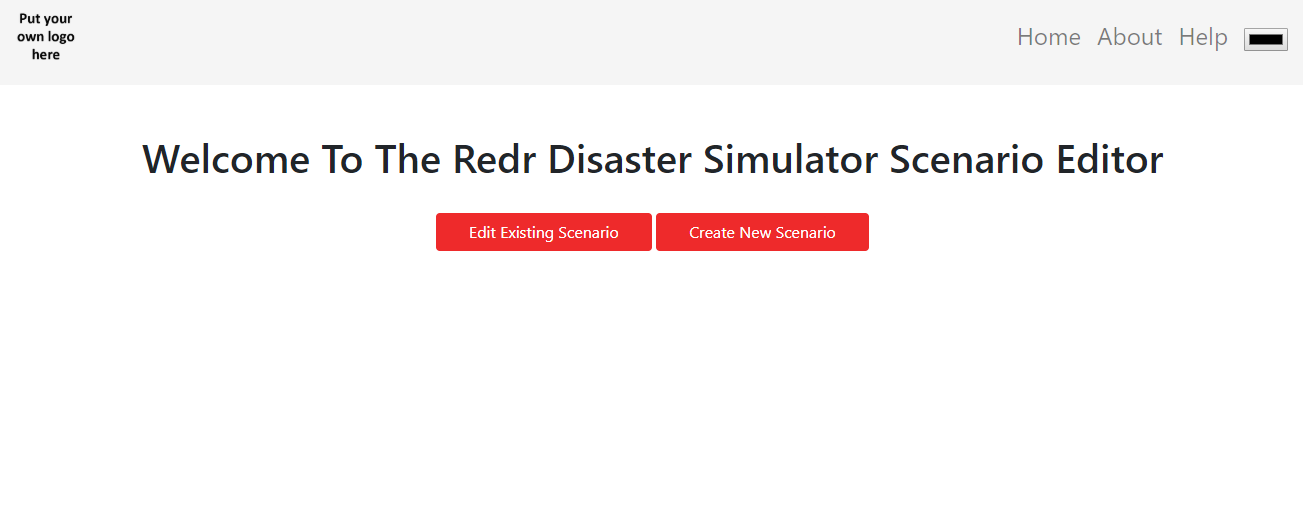 Put your
own logo
here
Home About Help
Welcome To The Redr Disaster Simulator Scenario Editor
Edit Existing Scenario Create New Scenario